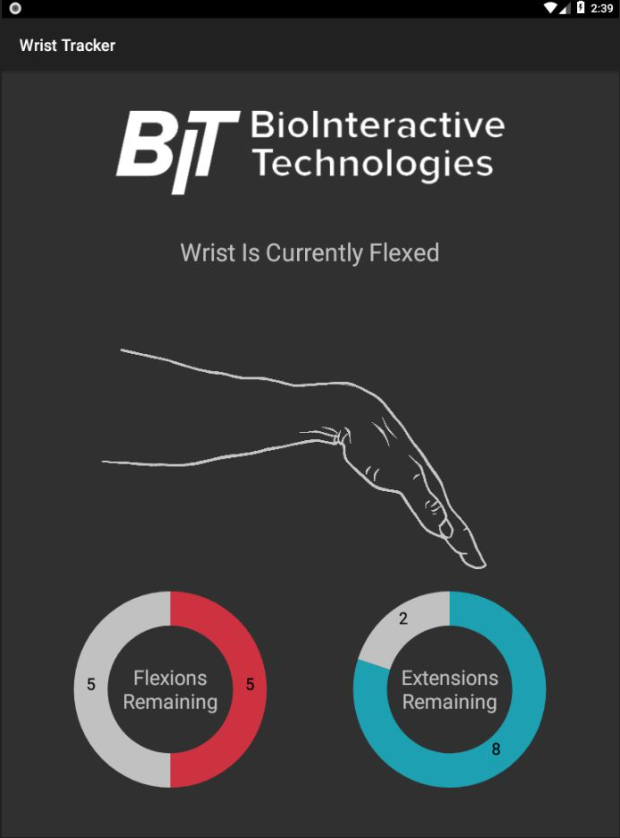 2:39
Wrist Tracker
BiT BioInteractive
Technologies
Wrist Is Currently Flexed
5
Flexions
Remaining
5
2
Extensions
Remaining
8